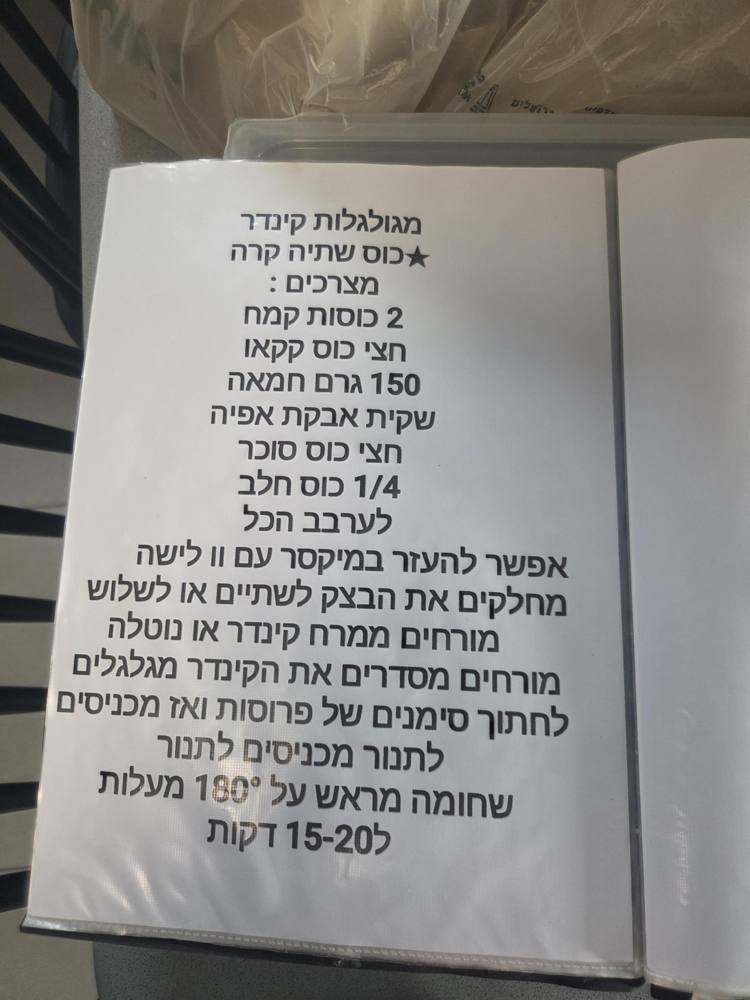 מגולגלות קינדר
★כוס שתיה קרה
מצרכים :
2 כוסות קמח
חצי כוס קקאו
150 גרם חמאה
שקית אבקת אפיה
חצי כוס סוכר
1/4 כוס חלב
לערבב הכל
אפשר להעזר במיקסר עם וו לישה
מחלקים את הבצק לשתיים או לשלוש
מורחים ממרח קינדר או נוטלה
מורחים מסדרים את הקינדר מגלגלים
לחתוך סימנים של פרוסות ואז מכניסים
לתנור מכניסים לתנור
שחומה מראש על 180° מעלות
ל15-20 דקות